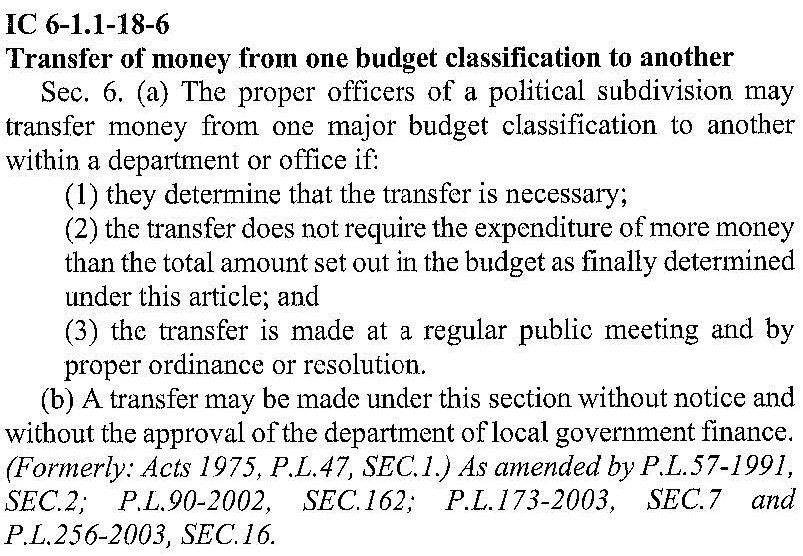 IC 6-1.1-18-6
Transfer of money from one budget classification to another
Sec. 6. (a) The proper officers of a political subdivision may
transfer money from one major budget classification to another
within a department or office if:
(1) they determine that the transfer is necessary;
(2) the transfer does not require the expenditure of more money
than the total amount set out in the budget as finally determined
under this article; and
(3) the transfer is made at a regular public meeting and by
proper ordinance or resolution.
(b) A transfer may be made under this section without notice and
without the approval of the department of local government finance.
(Formerly: Acts 1975, P.L.47, SEC.1.) As amended by P.L.57-1991,
SEC.2; P.L.90-2002, SEC.162; P.L.173-2003, SEC.7 and
P.L.256-2003, SEC.16.